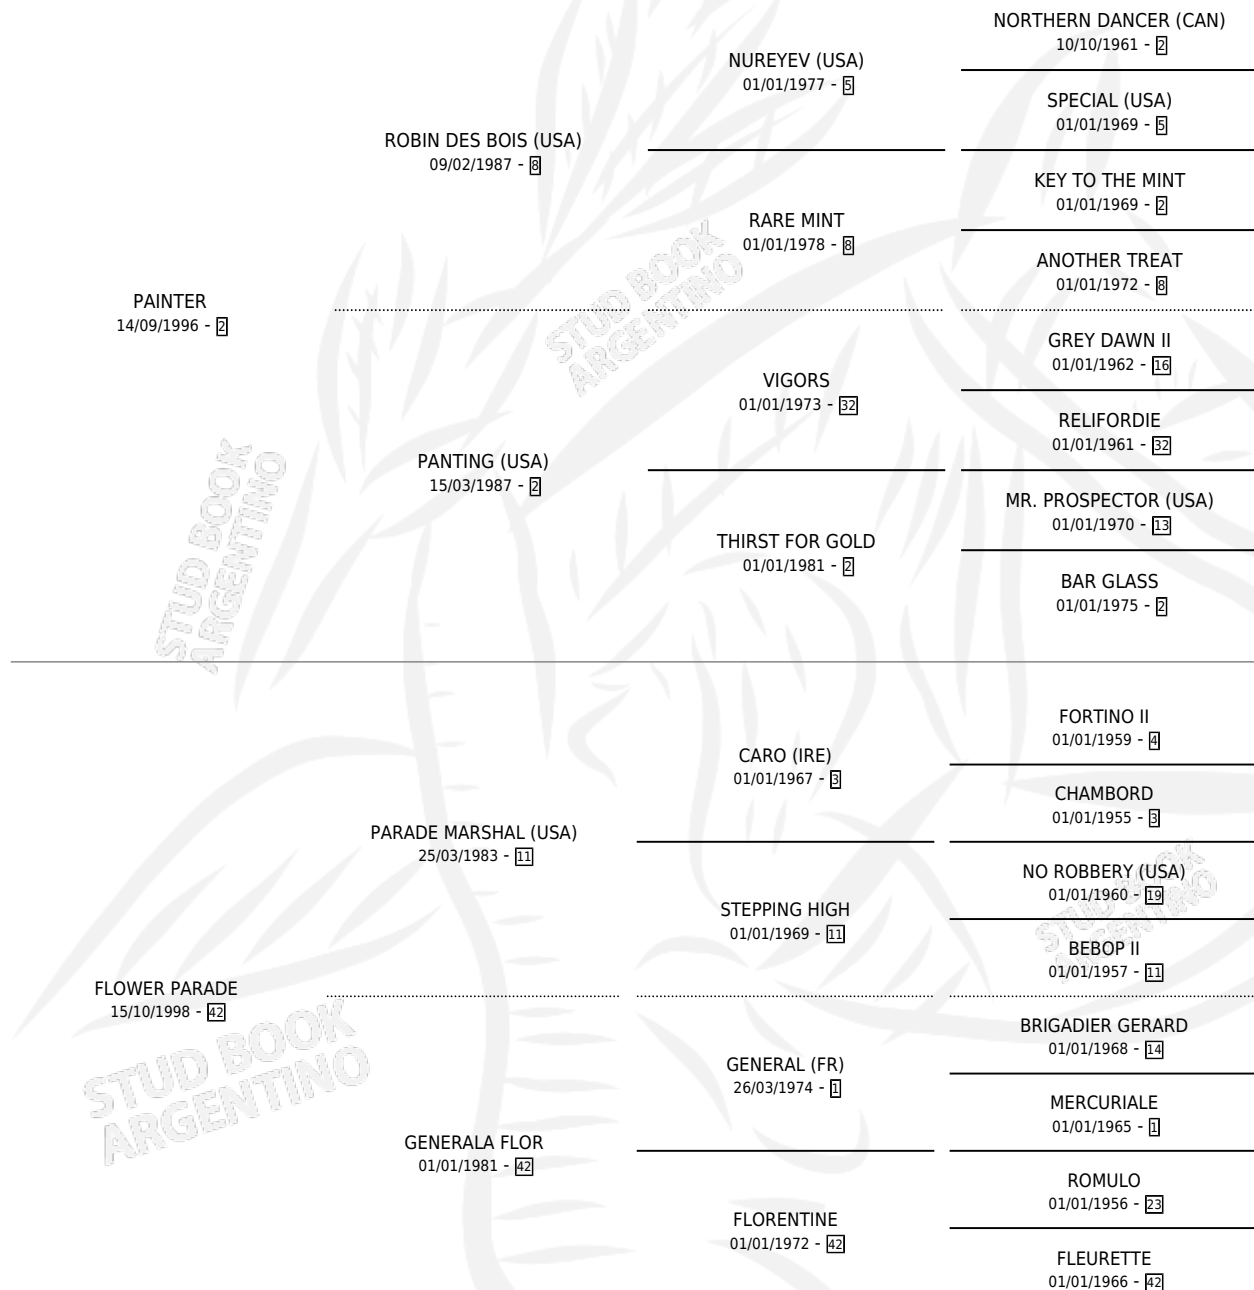 NORTHERN DANCER (CAN)
10/10/1961 - 2
NUREYEV (USA)
01/01/1977 - 5
SPECIAL (USA)
01/01/1969 - 5
ROBIN DES BOIS (USA)
09/02/1987 - 8
KEY TO THE MINT
01/01/1969 - 2
RARE MINT
01/01/1978 - 8
ANOTHER TREAT
01/01/1972 - 8
PAINTER
14/09/1996 - 2
GREY DAWN II
01/01/1962 - 16
VIGORS
01/01/1973 - 32
RELIFORDIE
01/01/1961 - 32
PANTING (USA)
15/03/1987 - 2
MR. PROSPECTOR (USA)
01/01/1970 - 13
THIRST FOR GOLD
01/01/1981 - 2
BAR GLASS
01/01/1975 - 2
FORTINO II
01/01/1959 - 4
CARO (IRE)
01/01/1967 - 3
CHAMBORD
01/01/1955 - 3
PARADE MARSHAL (USA)
25/03/1983 - 11
NO ROBBERY (USA)
01/01/1960 - 19
STEPPING HIGH
01/01/1969 - 11
BEBOP II
01/01/1957 - 11
FLOWER PARADE
15/10/1998 - 42
BRIGADIER GERARD
01/01/1968 - 14
GENERAL (FR)
26/03/1974 - 1
MERCURIALE
01/01/1965 - 1
GENERALA FLOR
01/01/1981 - 42
ROMULO
01/01/1956 - 23
FLORENTINE
01/01/1972 - 42
FLEURETTE
01/01/1966 - 42
STUD BOOK
ARGENTINO
STUD BOOK
ARGENTINO
STUD BOOK
ARGENTINO
STUD BOOK
ARGENTINO